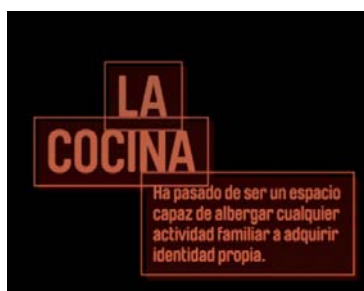 LA
COCINA
Ha pasado de ser un espacio
capaz de albergar cualquier
actividad familiar a adquirir
identidad propia.